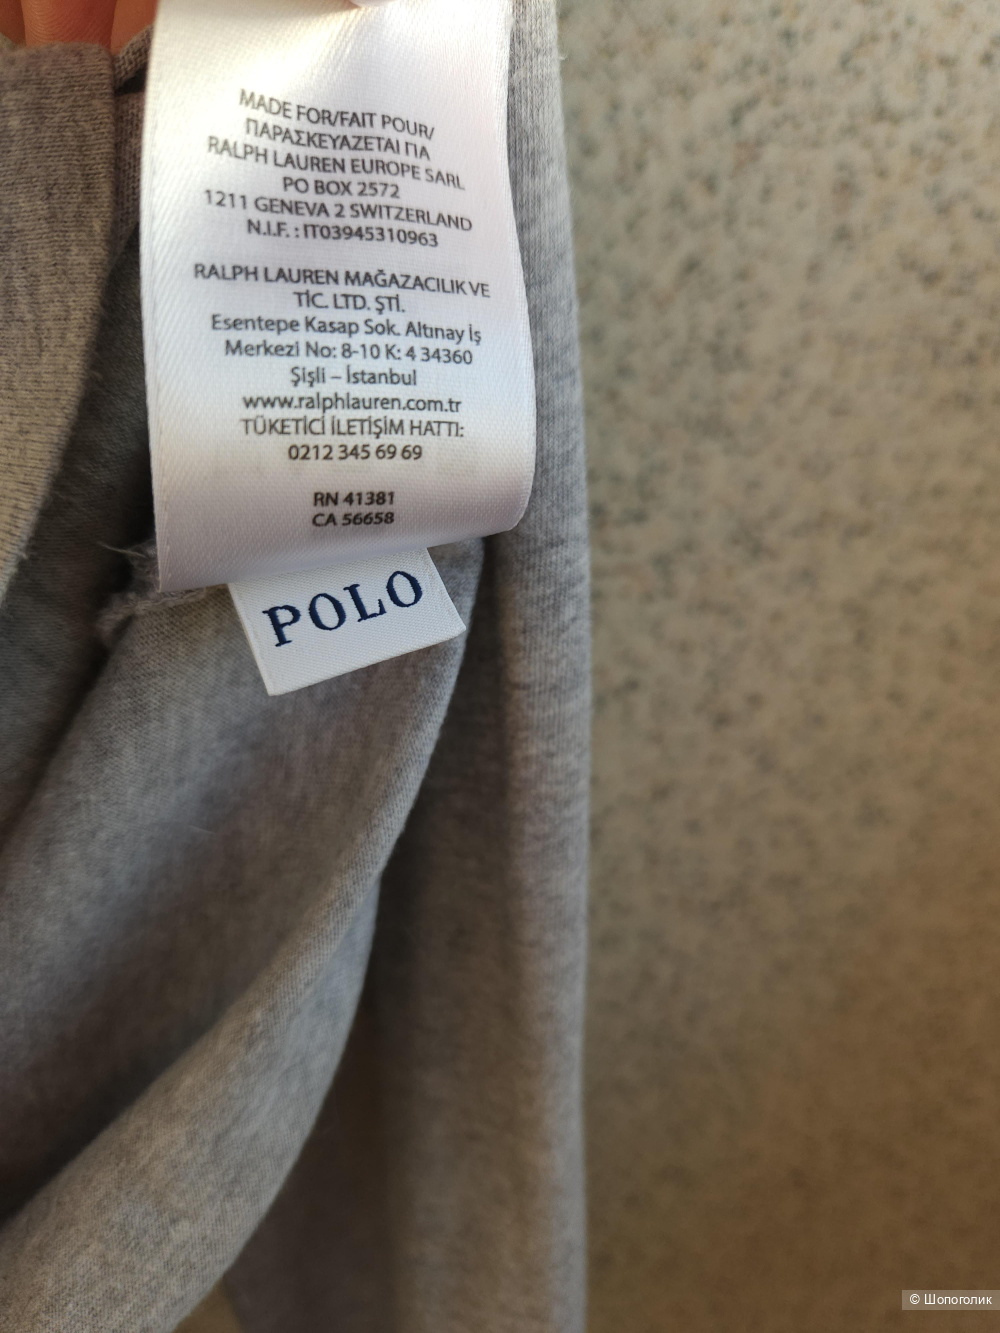 MADE FOR/FAIT POUR/
ΠΑΡΑΣΚΕΥΑΖΕΤΑΙ ΓΙΑ
RALPH LAUREN EUROPE SARL
PO BOX 2572
1211 GENEVA 2 SWITZERLAND
N.I.F. : IT03945310963
RALPH LAUREN MAĞAZACILIK VE
TİC. LTD. ŞTİ.
Esentepe Kasap Sok. Altınay İş
Merkezi No: 8-10 K: 4 34360
Şişli – İstanbul
www.ralphlauren.com.tr
TÜKETİCİ İLETİŞİM HATTI:
0212 345 69 69
RN 41381
CA 56658
POLO
© Шопоголик